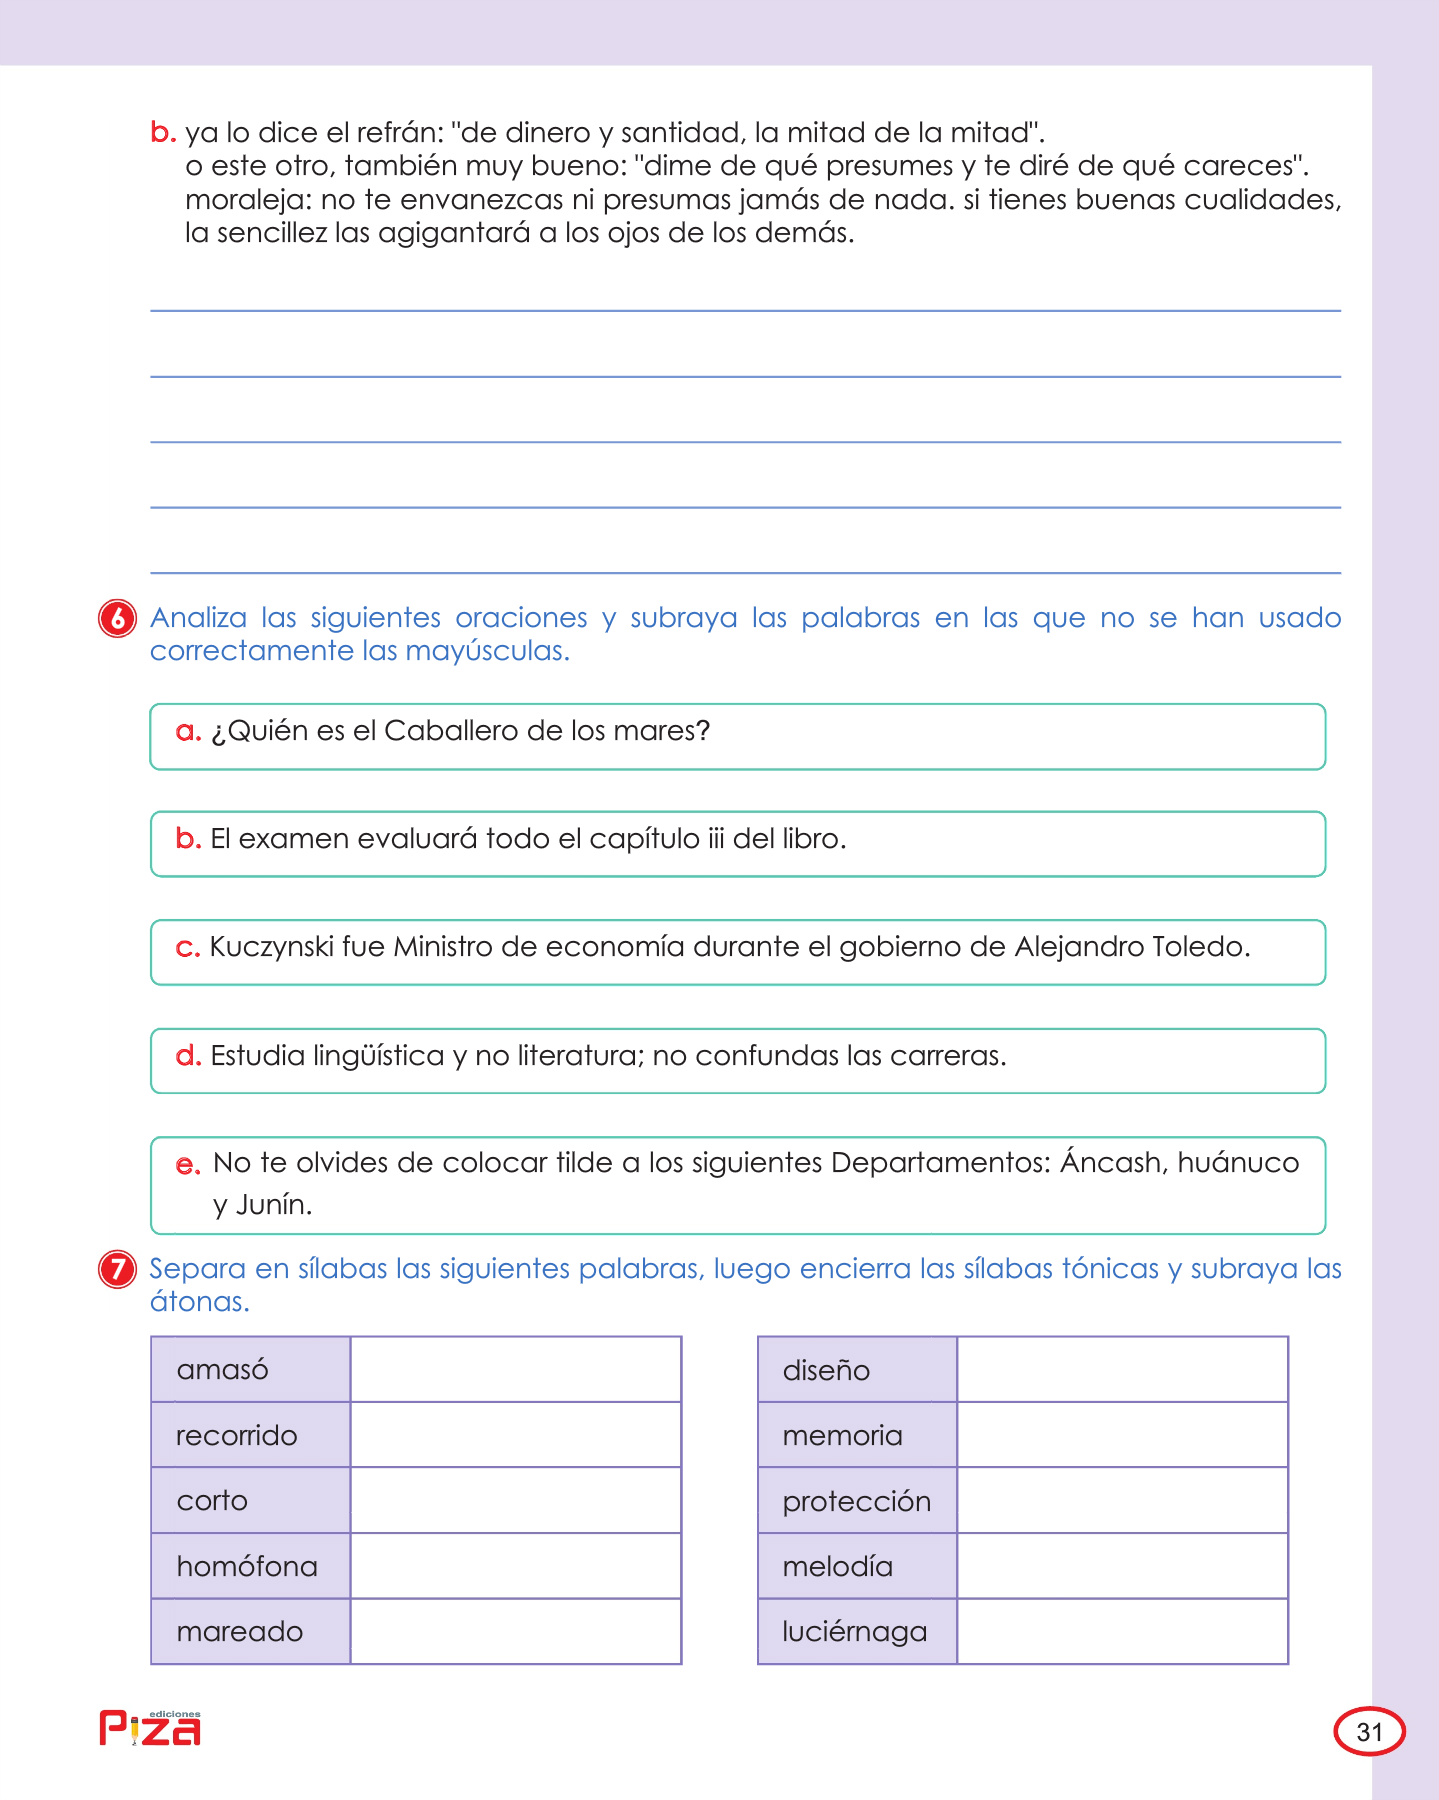 b. ya lo dice el refrán: "de dinero y santidad, la mitad de la mitad".
o este otro, también muy bueno: "dime de qué presumes y te diré de qué careces".
moraleja: no te envanezcas ni presumas jamás de nada. si tienes buenas cualidades,
la sencillez las agigantará a los ojos de los demás.
6 Analiza las siguientes oraciones y subraya las palabras en las que no se han usado
correctamente las mayúsculas.
a. ¿Quién es el Caballero de los mares?
b. El examen evaluará todo el capítulo iii del libro.
c. Kuczynski fue Ministro de economía durante el gobierno de Alejandro Toledo.
d. Estudia lingüística y no literatura; no confundas las carreras.
e. No te olvides de colocar tilde a los siguientes Departamentos: Áncash, huánuco
y Junín.
7 Separa en sílabas las siguientes palabras, luego encierra las sílabas tónicas y subraya las
átonas.
amasó
recorrido
corto
homófona
mareado
diseño
memoria
protección
melodía
luciérnaga
ediciones
Piza
31